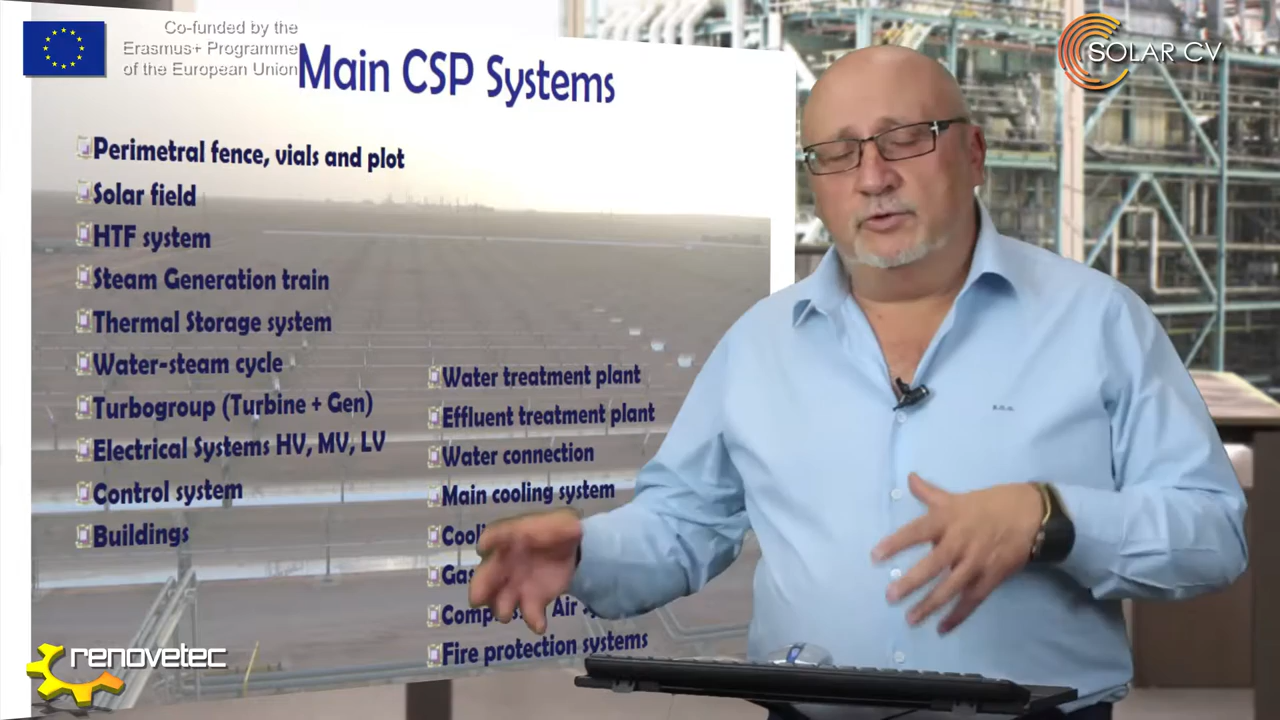 Co-funded by the
Erasmus+ Programme
of the European Union
Main CSP Systems
SOLAR CV
Perimetral fence, vials and plot
Solar field
HTF system
Steam Generation train
Thermal Storage system
Water-steam cycle
Turbogroup (Turbine + Gen)
Electrical Systems HV, MV, LV
Control system
Buildings
Water treatment plant
Effluent treatment plant
Water connection
Main cooling system
Air
Fire protection systems
renovetec